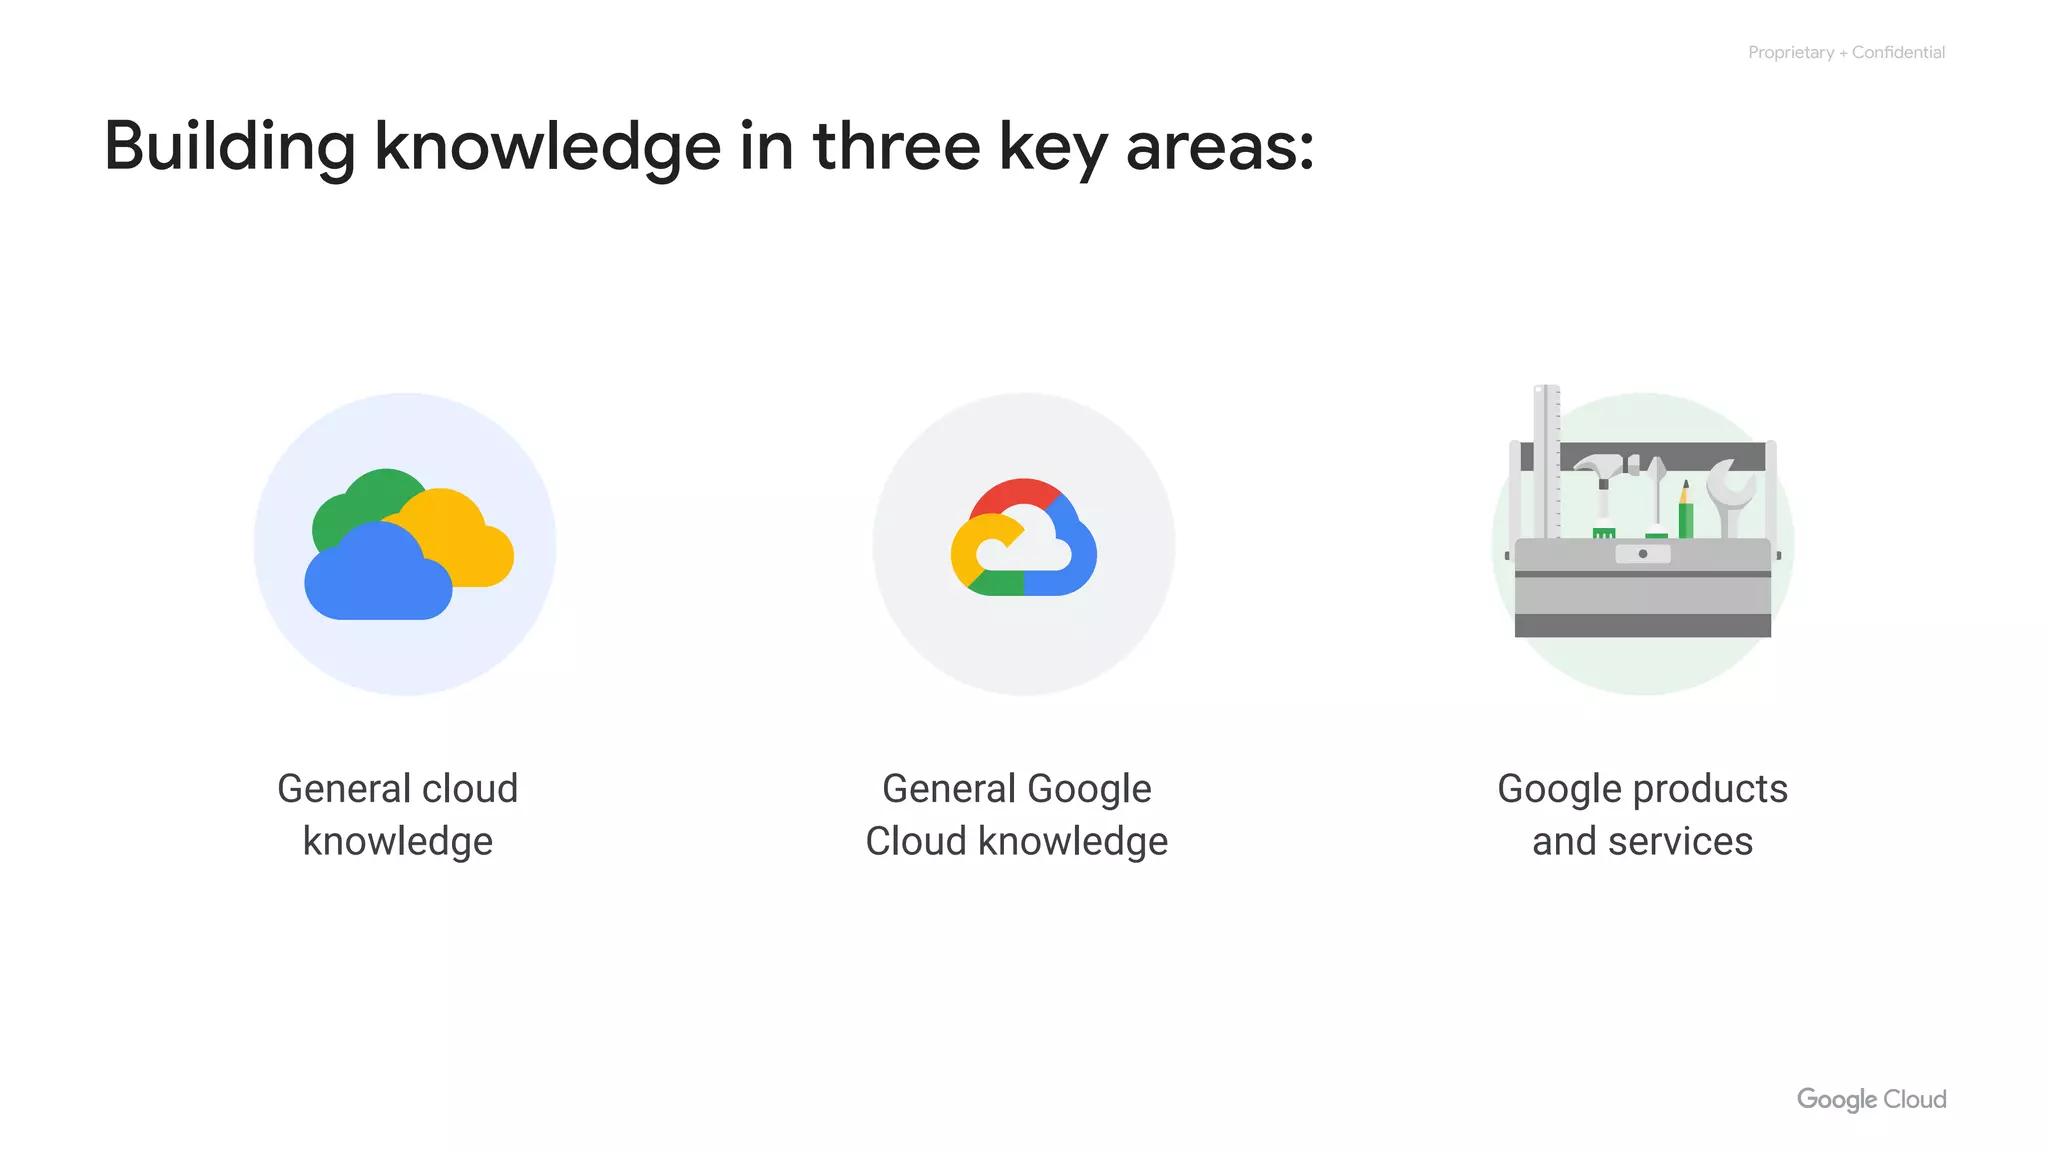 Proprietary + Confidential
Building knowledge in three key areas:
General cloud
knowledge
General Google
Cloud knowledge
Google products
and services
Google Cloud